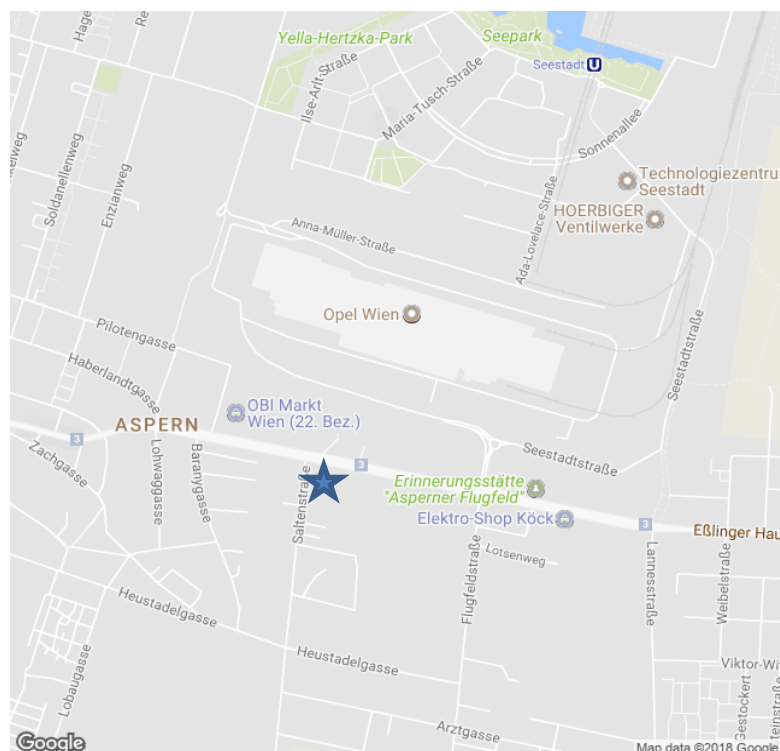 Yella-Hertzka-Park
Seepark
Seestadt
U
Ilse-Arlt-Straße
Maria-Tusch-Straße
Sonnenallee
Soldanellenweg
Enzianweg
Technologiezentru
Seestadt
HOERBIGER
Ventilwerke
Ada-Lovelace-Straße
Anna-Müller-Straße
Opel Wien
Pilotengasse
Seestadtstraße
Haberlandtgasse
OBI Markt
Wien (22. Bez.)
ASPERN
3
Zachgasse
Lohwaggasse
Baranygasse
Saltenstraße
3
Seestadtstraße
Erinnerungsstätte
"Asperner Flugfeld"
Elektro-Shop Köck
3
Eßlinger Hau
Lotsenweg
Flugfeldstraße
Lannesstraße
Weibelstraße
Heustadelgasse
Heustadelgasse
Viktor-Wi
Lobaugasse
Gestockert
Arztgasse
Google
Map data ©2018 Google